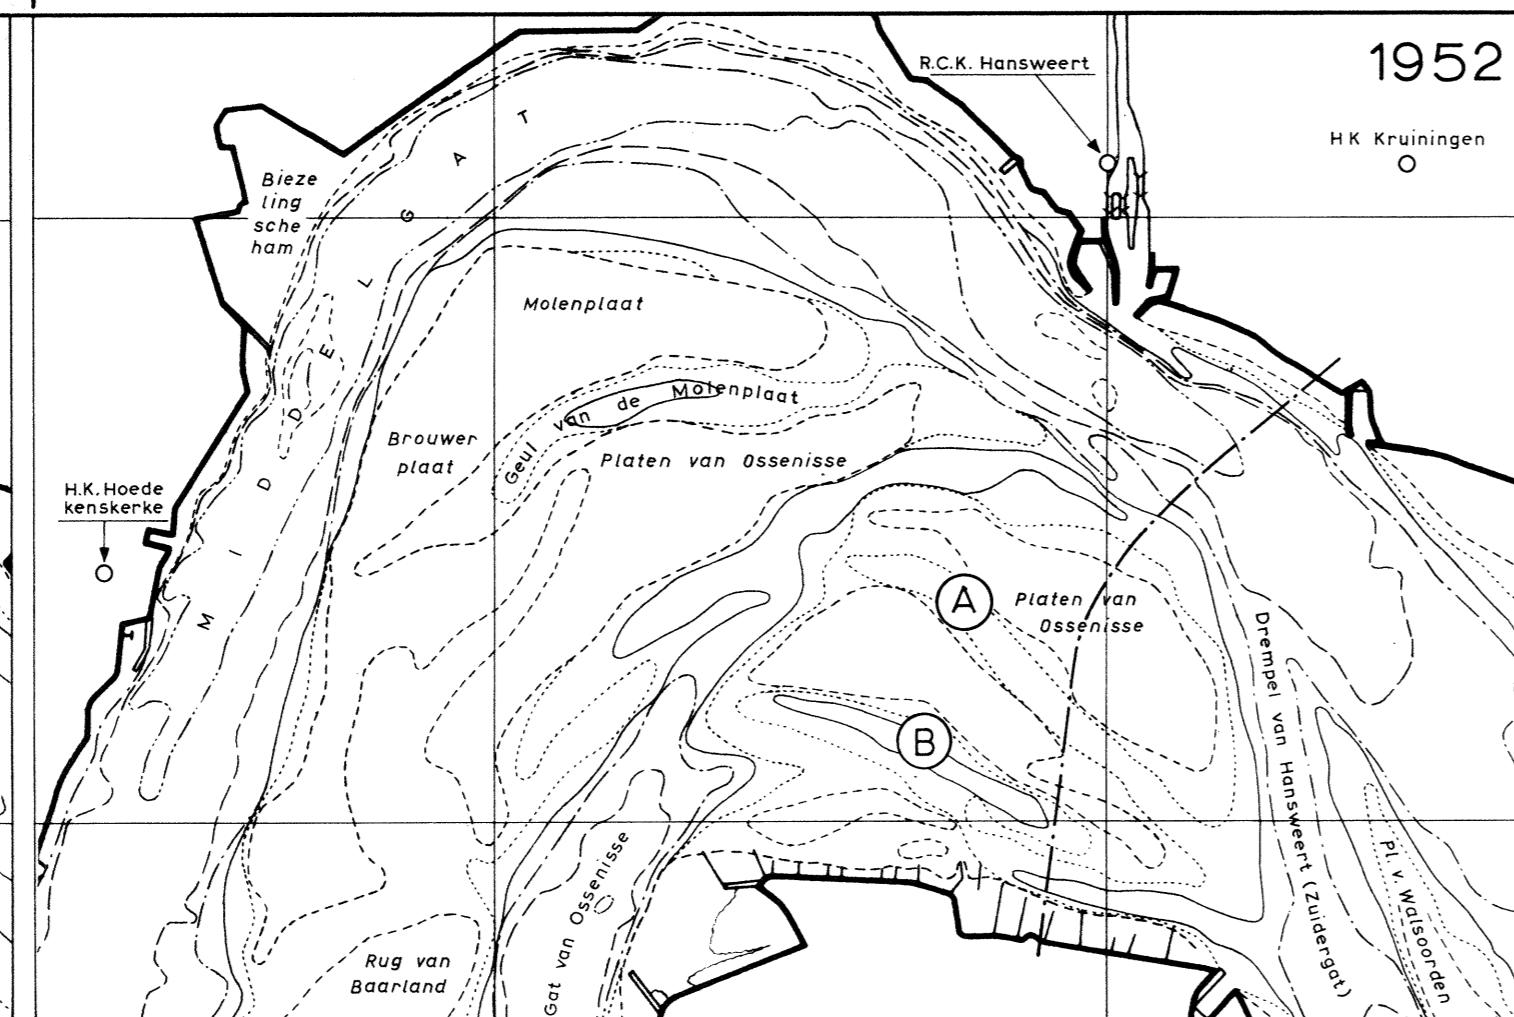 1952
R.C.K. Hansweert
HK Kruiningen
Bieze
ling
sche
ham
MIDDELGAT
Molenplaat
Geul van de Molenplaat
Brouwer
plaat
Platen van Ossenisse
H.K. Hoede
kenskerke
A
Platen van
Ossenisse
B
Drempel van Hansweert (Zuidergat)
Pl. v. Walsoorden
Gat van Ossenisse
Rug van
Baarland